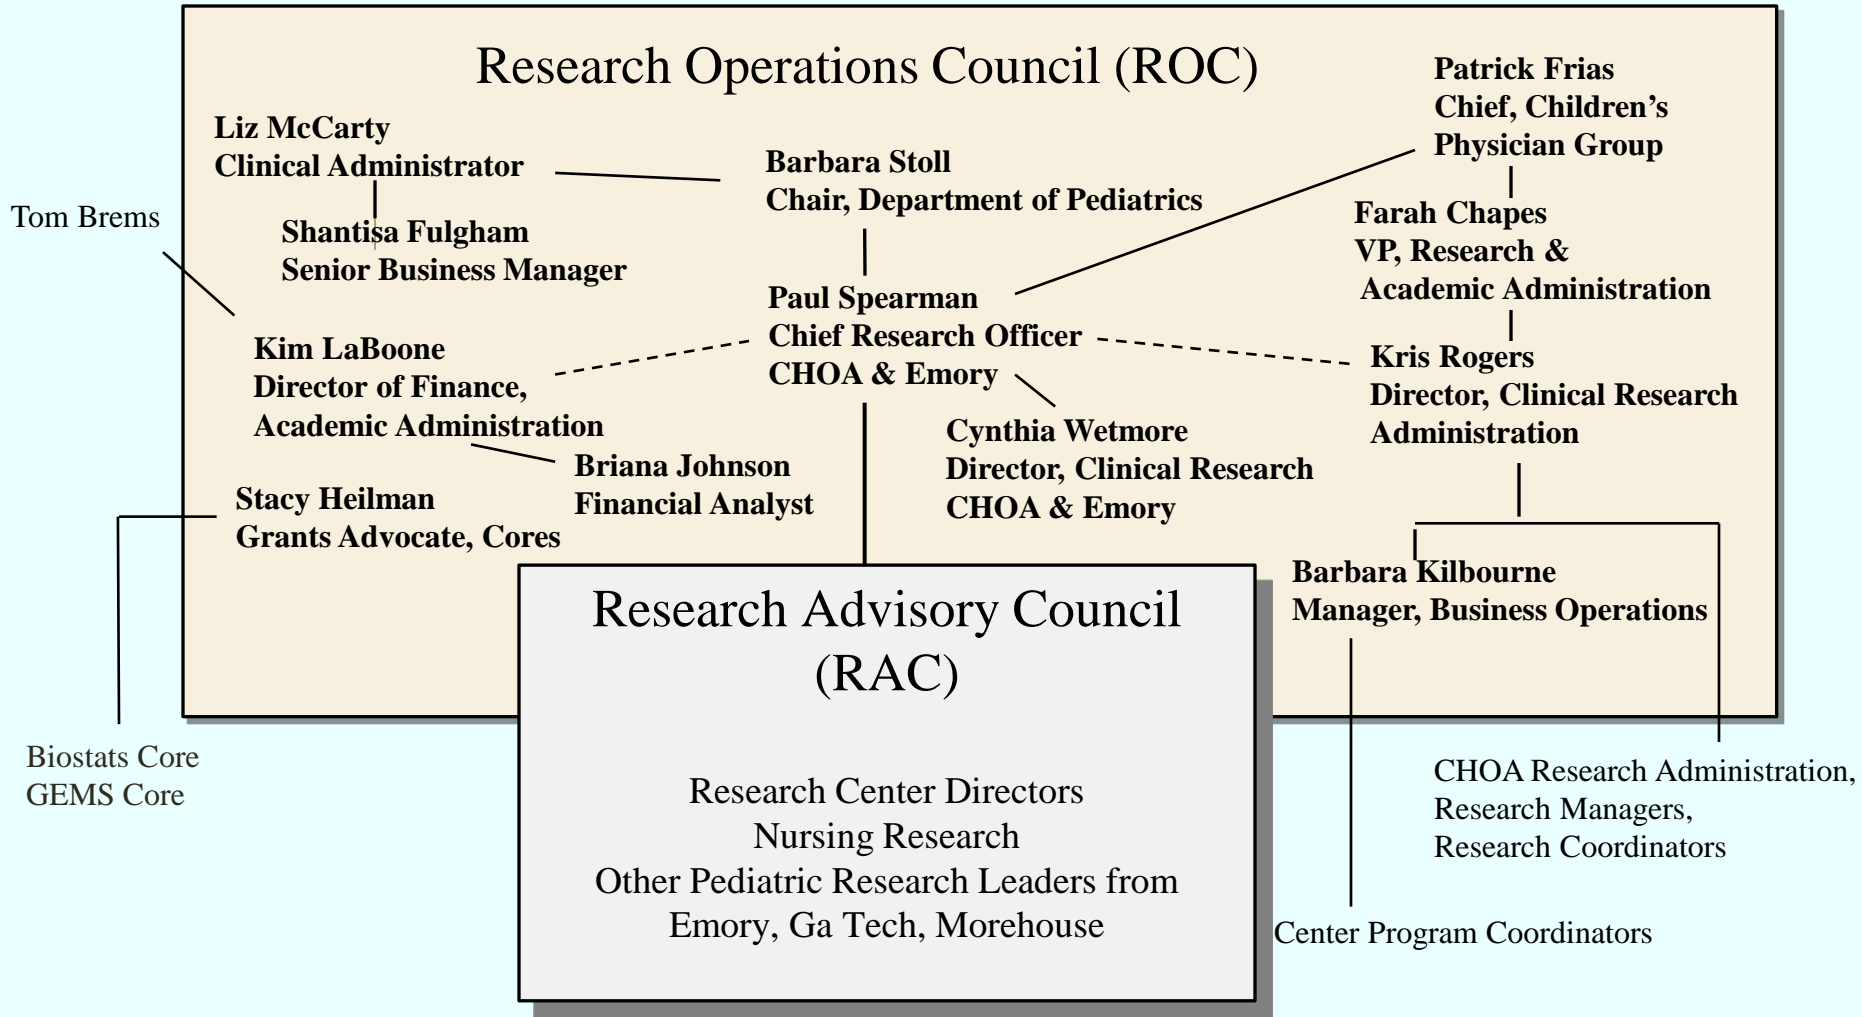 Research Operations Council (ROC)
Patrick Frias
Chief, Children’s
Physician Group
Liz McCarty
Clinical Administrator
Barbara Stoll
Chair, Department of Pediatrics
Tom Brems
Shantisa Fulgham
Senior Business Manager
Farah Chapes
VP, Research &
Academic Administration
Paul Spearman
Chief Research Officer
CHOA & Emory
Kim LaBoone
Director of Finance,
Academic Administration
Kris Rogers
Director, Clinical Research
Administration
Briana Johnson
Financial Analyst
Cynthia Wetmore
Director, Clinical Research
CHOA & Emory
Stacy Heilman
Grants Advocate, Cores
Barbara Kilbourne
Manager, Business Operations
Research Advisory Council
(RAC)
Research Center Directors
Nursing Research
Other Pediatric Research Leaders from
Emory, Ga Tech, Morehouse
Biostats Core
GEMS Core
CHOA Research Administration,
Research Managers,
Research Coordinators
Center Program Coordinators